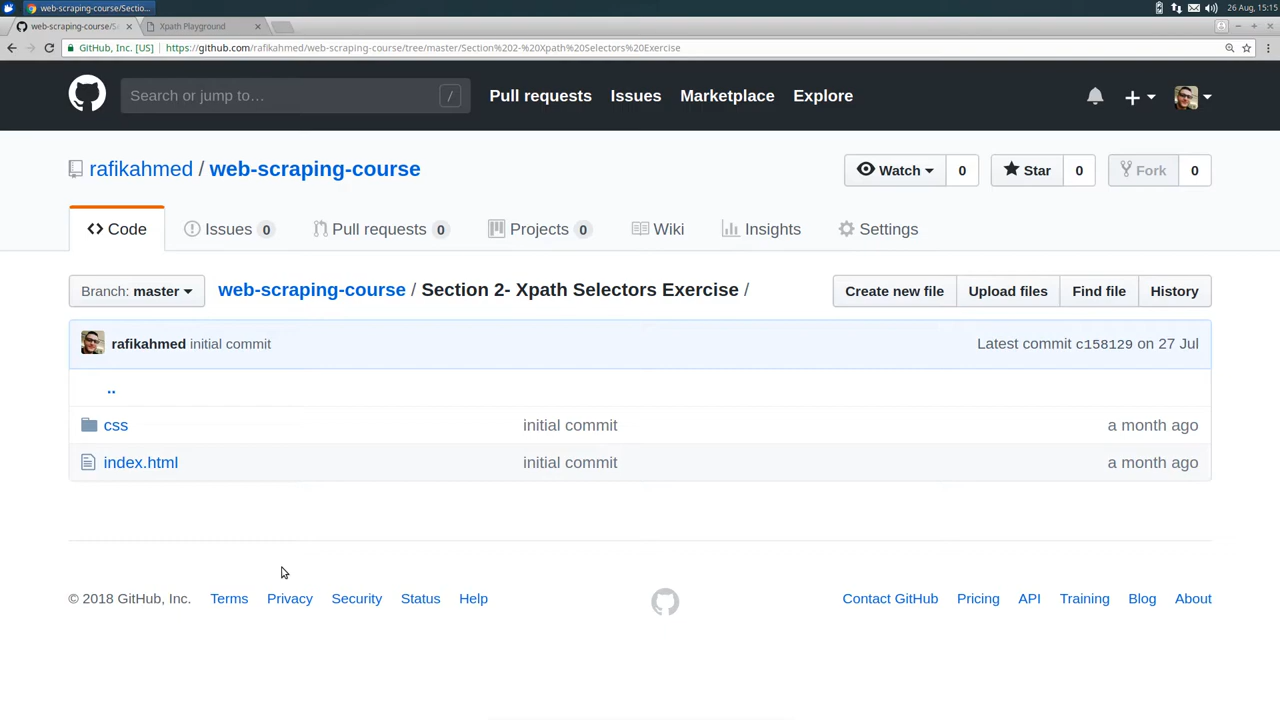 web-scraping-course/Sectio...
26 Aug, 15:15
web-scraping-course/S
Xpath Playground
GitHub, Inc. [US]
https://github.com/rafikahmed/web-scraping-course/tree/master/Section%202-%20Xpath%20Selectors%20Exercise
Search or jump to… /
Pull requests Issues Marketplace Explore
rafikahmed / web-scraping-course
Watch 0 Star 0 Fork 0
Code Issues 0 Pull requests 0 Projects 0 Wiki Insights Settings
Branch: master web-scraping-course / Section 2- Xpath Selectors Exercise / Create new file Upload files Find file History
rafikahmed initial commit Latest commit c158129 on 27 Jul
..
css initial commit a month ago
index.html initial commit a month ago
© 2018 GitHub, Inc. Terms Privacy Security Status Help Contact GitHub Pricing API Training Blog About